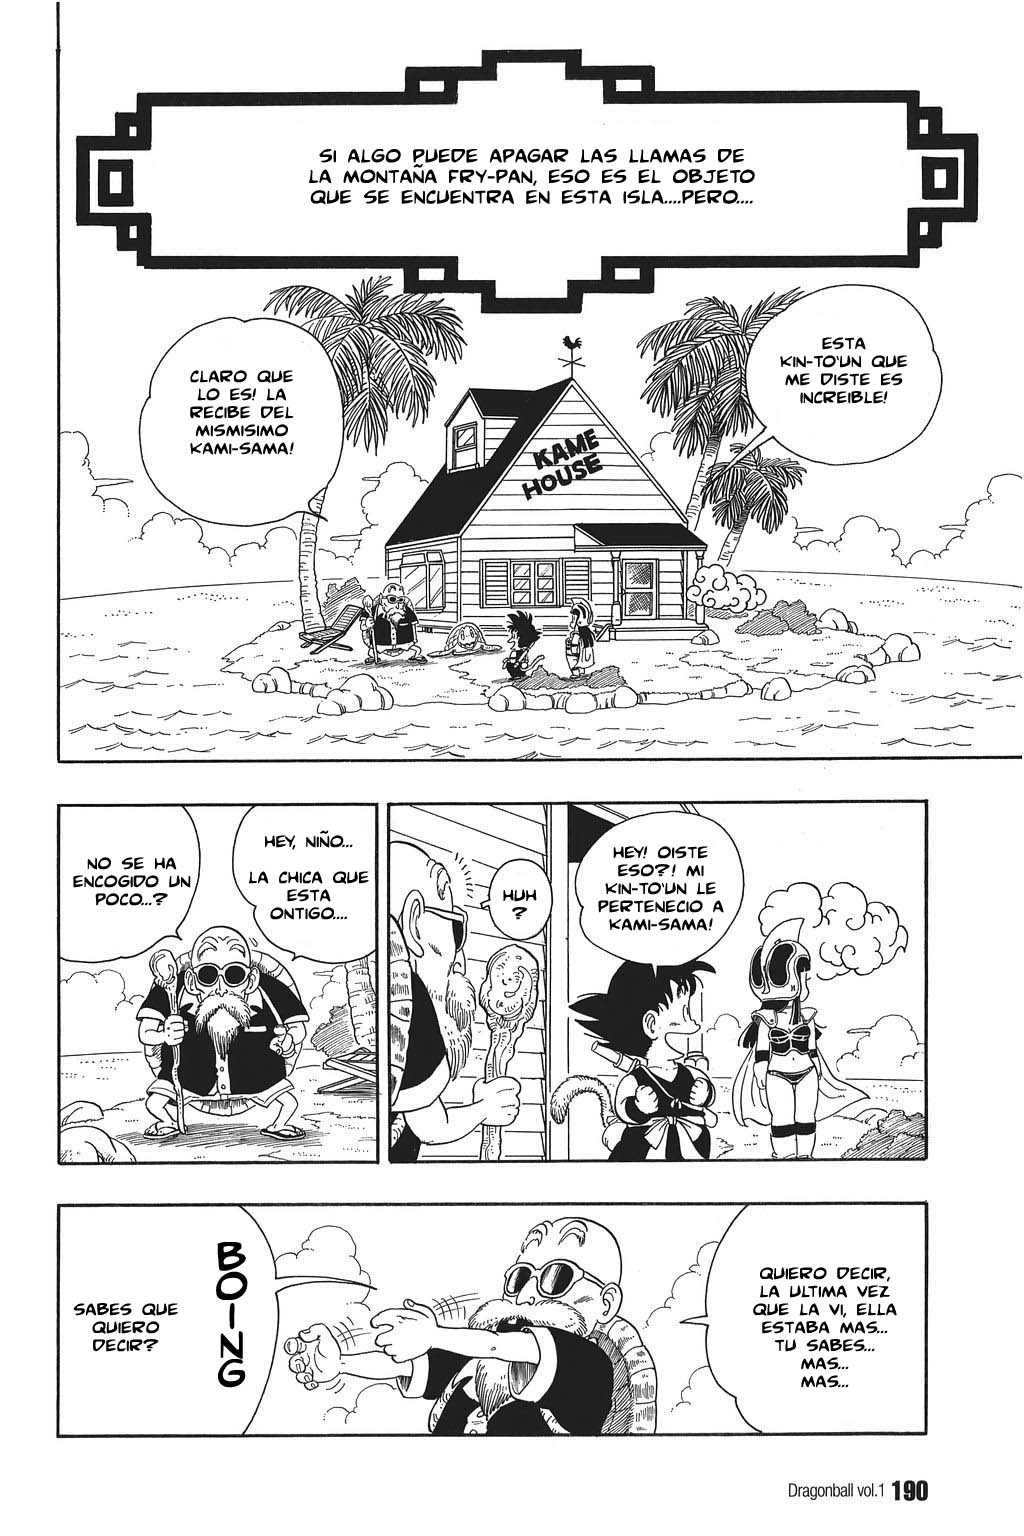 SI ALGO PUEDE APAGAR LAS LLAMAS DE
LA MONTAÑA FRY-PAN, ESO ES EL OBJETO
QUE SE ENCUENTRA EN ESTA ISLA....PERO....
ESTA
KIN-TO'UN QUE
ME DISTE ES
INCREIBLE!
CLARO QUE
LO ES! LA
RECIBE DEL
MISMISIMO
KAMI-SAMA!
KAME
HOUSE
HEY! OISTE
ESO?! MI
KIN-TO'UN LE
PERTENECIO A
KAMI-SAMA!
HUH
?
HEY, NIÑO...
LA CHICA QUE
ESTA
ONTIGO....
NO SE HA
ENCOGIDO UN
POCO...?
QUIERO DECIR,
LA ULTIMA VEZ
QUE LA VI, ELLA
ESTABA MAS...
TU SABES...
MAS...
MAS...
BOING
SABES QUE
QUIERO
DECIR?
Dragonball vol.1 190